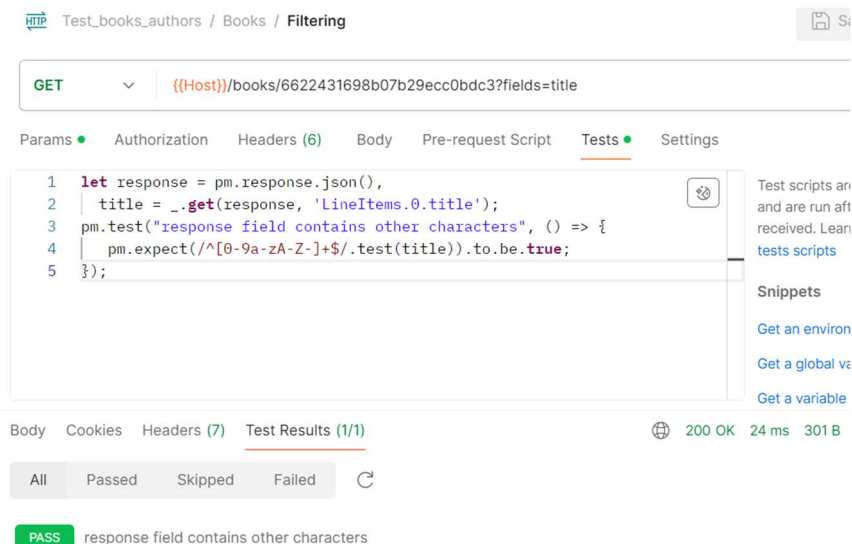 HTTP Test_books_authors / Books / Filtering
GET {{Host}}/books/6622431698b07b29ecc0bdc3?fields=title
Params Authorization Headers (6) Body Pre-request Script Tests Settings
1 let response = pm.response.json(),
2 title = _.get(response, 'LineItems.0.title');
3 pm.test("response field contains other characters", () => {
4 pm.expect(/^[0-9a-zA-Z-]+$/.test(title)).to.be.true;
5 });
Test scripts are
and are run aft
received. Learn
tests scripts
Snippets
Get an environ
Get a global va
Get a variable
Body Cookies Headers (7) Test Results (1/1) 200 OK 24 ms 301 B
All Passed Skipped Failed
PASS response field contains other characters